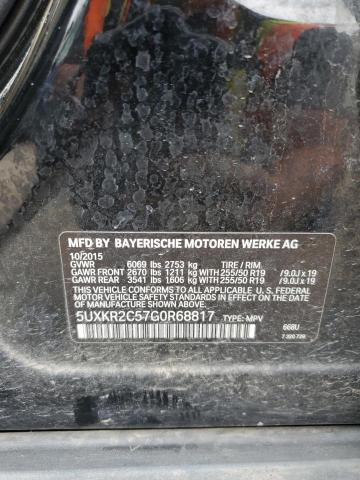 MFD BY BAYERISCHE MOTOREN WERKE AG
10/2015
GVWR 6069 lbs 2753 kg TIRE / RIM
GAWR FRONT 2670 lbs 1211 kg WITH 255/50 R19 / 9.0J x 19
GAWR REAR 3541 lbs 1606 kg WITH 255/50 R19 / 9.0J x 19
THIS VEHICLE CONFORMS TO ALL APPLICABLE U.S. FEDERAL
MOTOR VEHICLE SAFETY STANDARDS IN EFFECT ON THE DATE
OF MANUFACTURE SHOWN ABOVE.
5UXKR2C57G0R68817 TYPE: MPV 668U
7 320 728